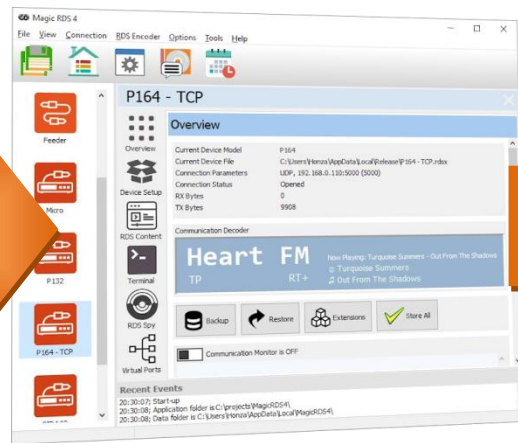 Magic RDS 4
File View Connection RDS Encoder Options Tools Help
Feeder
Micro
P132
P164 - TCP
P164 - TCP
Overview
Device Setup
RDS Content
Terminal
RDS Spy
Virtual Ports
Overview
Current Device Model P164
Current Device File C:\Users\Honza\AppData\Local\Release\P164 - TCP.rdsx
Connection Parameters UDP, 192.168.0.110:5000 (5000)
Connection Status Opened
RX Bytes 0
TX Bytes 9908
Communication Decoder
Heart FM
TP RT+
Now Playing: Turquoise Summers - Out From The Shadows
Turquoise Summers
Out From The Shadows
Backup Restore Extensions Store All
Communication Monitor is OFF
Recent Events
20:30:07; Start-up
20:30:08; Application folder is C:\projects\MagicRDS4\
20:30:08; Data folder is C:\Users\Honza\AppData\Local\MagicRDS4\